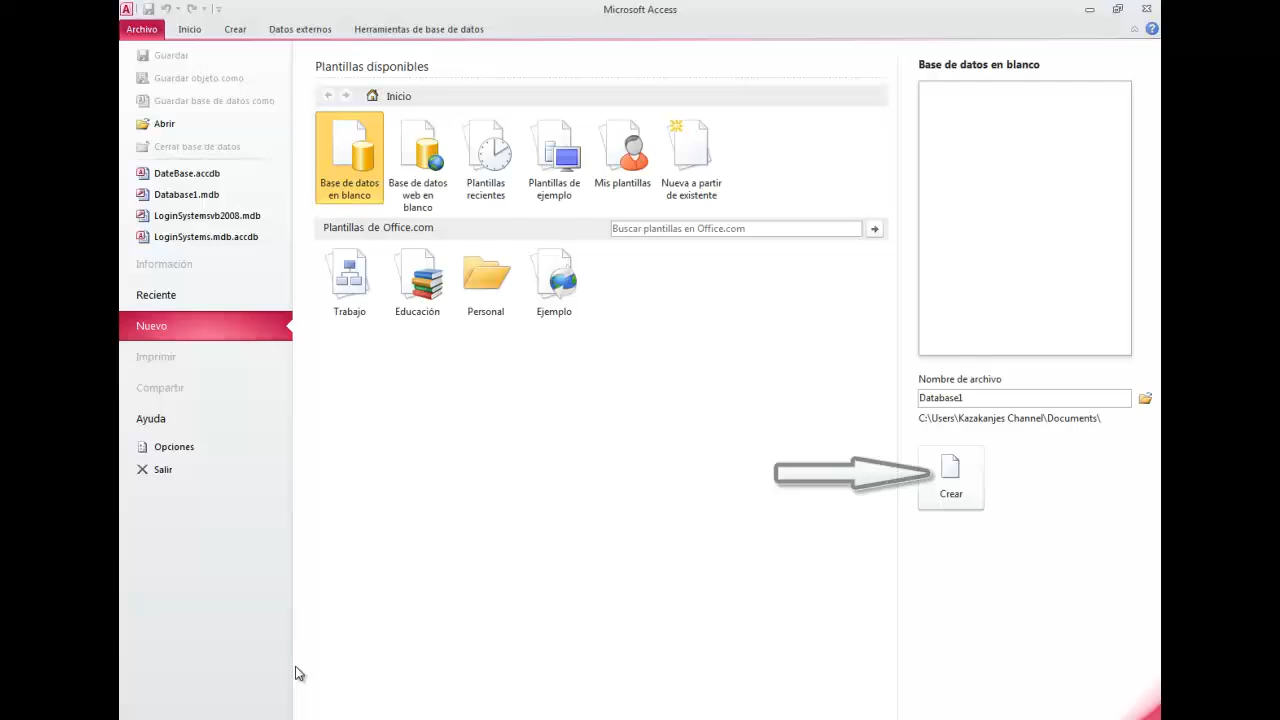 Microsoft Access
Archivo
Inicio
Crear
Datos externos
Herramientas de base de datos
Guardar
Guardar objeto como
Guardar base de datos como
Abrir
Cerrar base de datos
DateBase.accdb
Database1.mdb
LoginSystemsvb2008.mdb
LoginSystems.mdb.accdb
Información
Reciente
Nuevo
Imprimir
Compartir
Ayuda
Opciones
Salir
Plantillas disponibles
Inicio
Base de datos
en blanco
Base de datos
web en
blanco
Plantillas
recientes
Plantillas de
ejemplo
Mis plantillas
Nueva a partir
de existente
Plantillas de Office.com
Buscar plantillas en Office.com
Trabajo
Educación
Personal
Ejemplo
Base de datos en blanco
Nombre de archivo
Database1
C:\Users\Kazakanjes Channel\Documents\
Crear